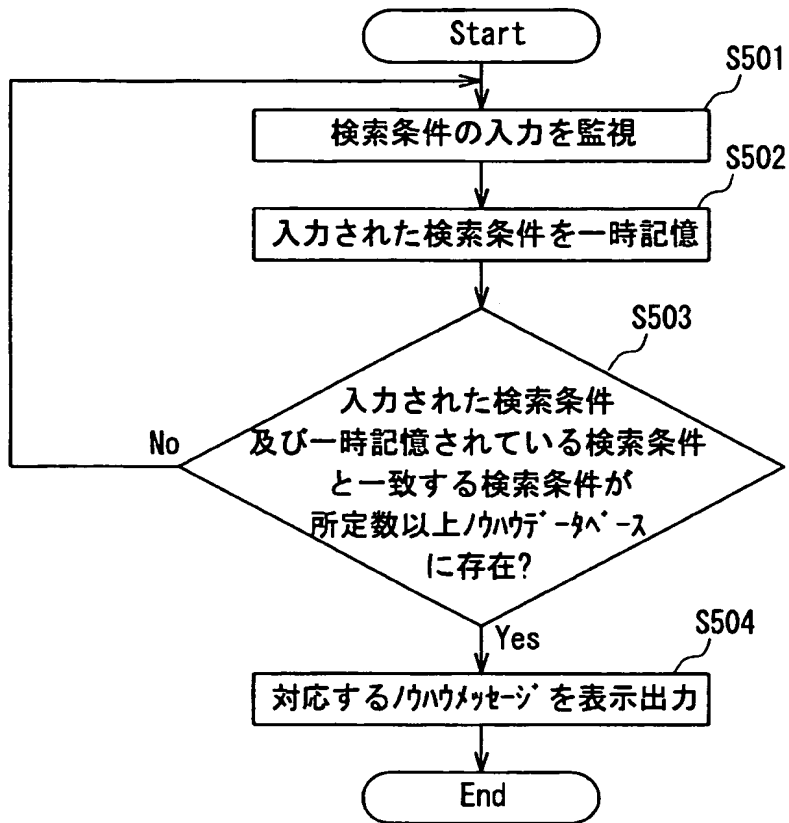 Start
S501
検索条件の入力を監視
S502
入力された検索条件を一時記憶
S503
入力された検索条件
及び一時記憶されている検索条件
と一致する検索条件が
所定数以上ﾉｳﾊｳﾃﾞｰﾀﾍﾞｰｽ
に存在?
No
Yes
S504
対応するﾉｳﾊｳﾒｯｾｰｼﾞを表示出力
End